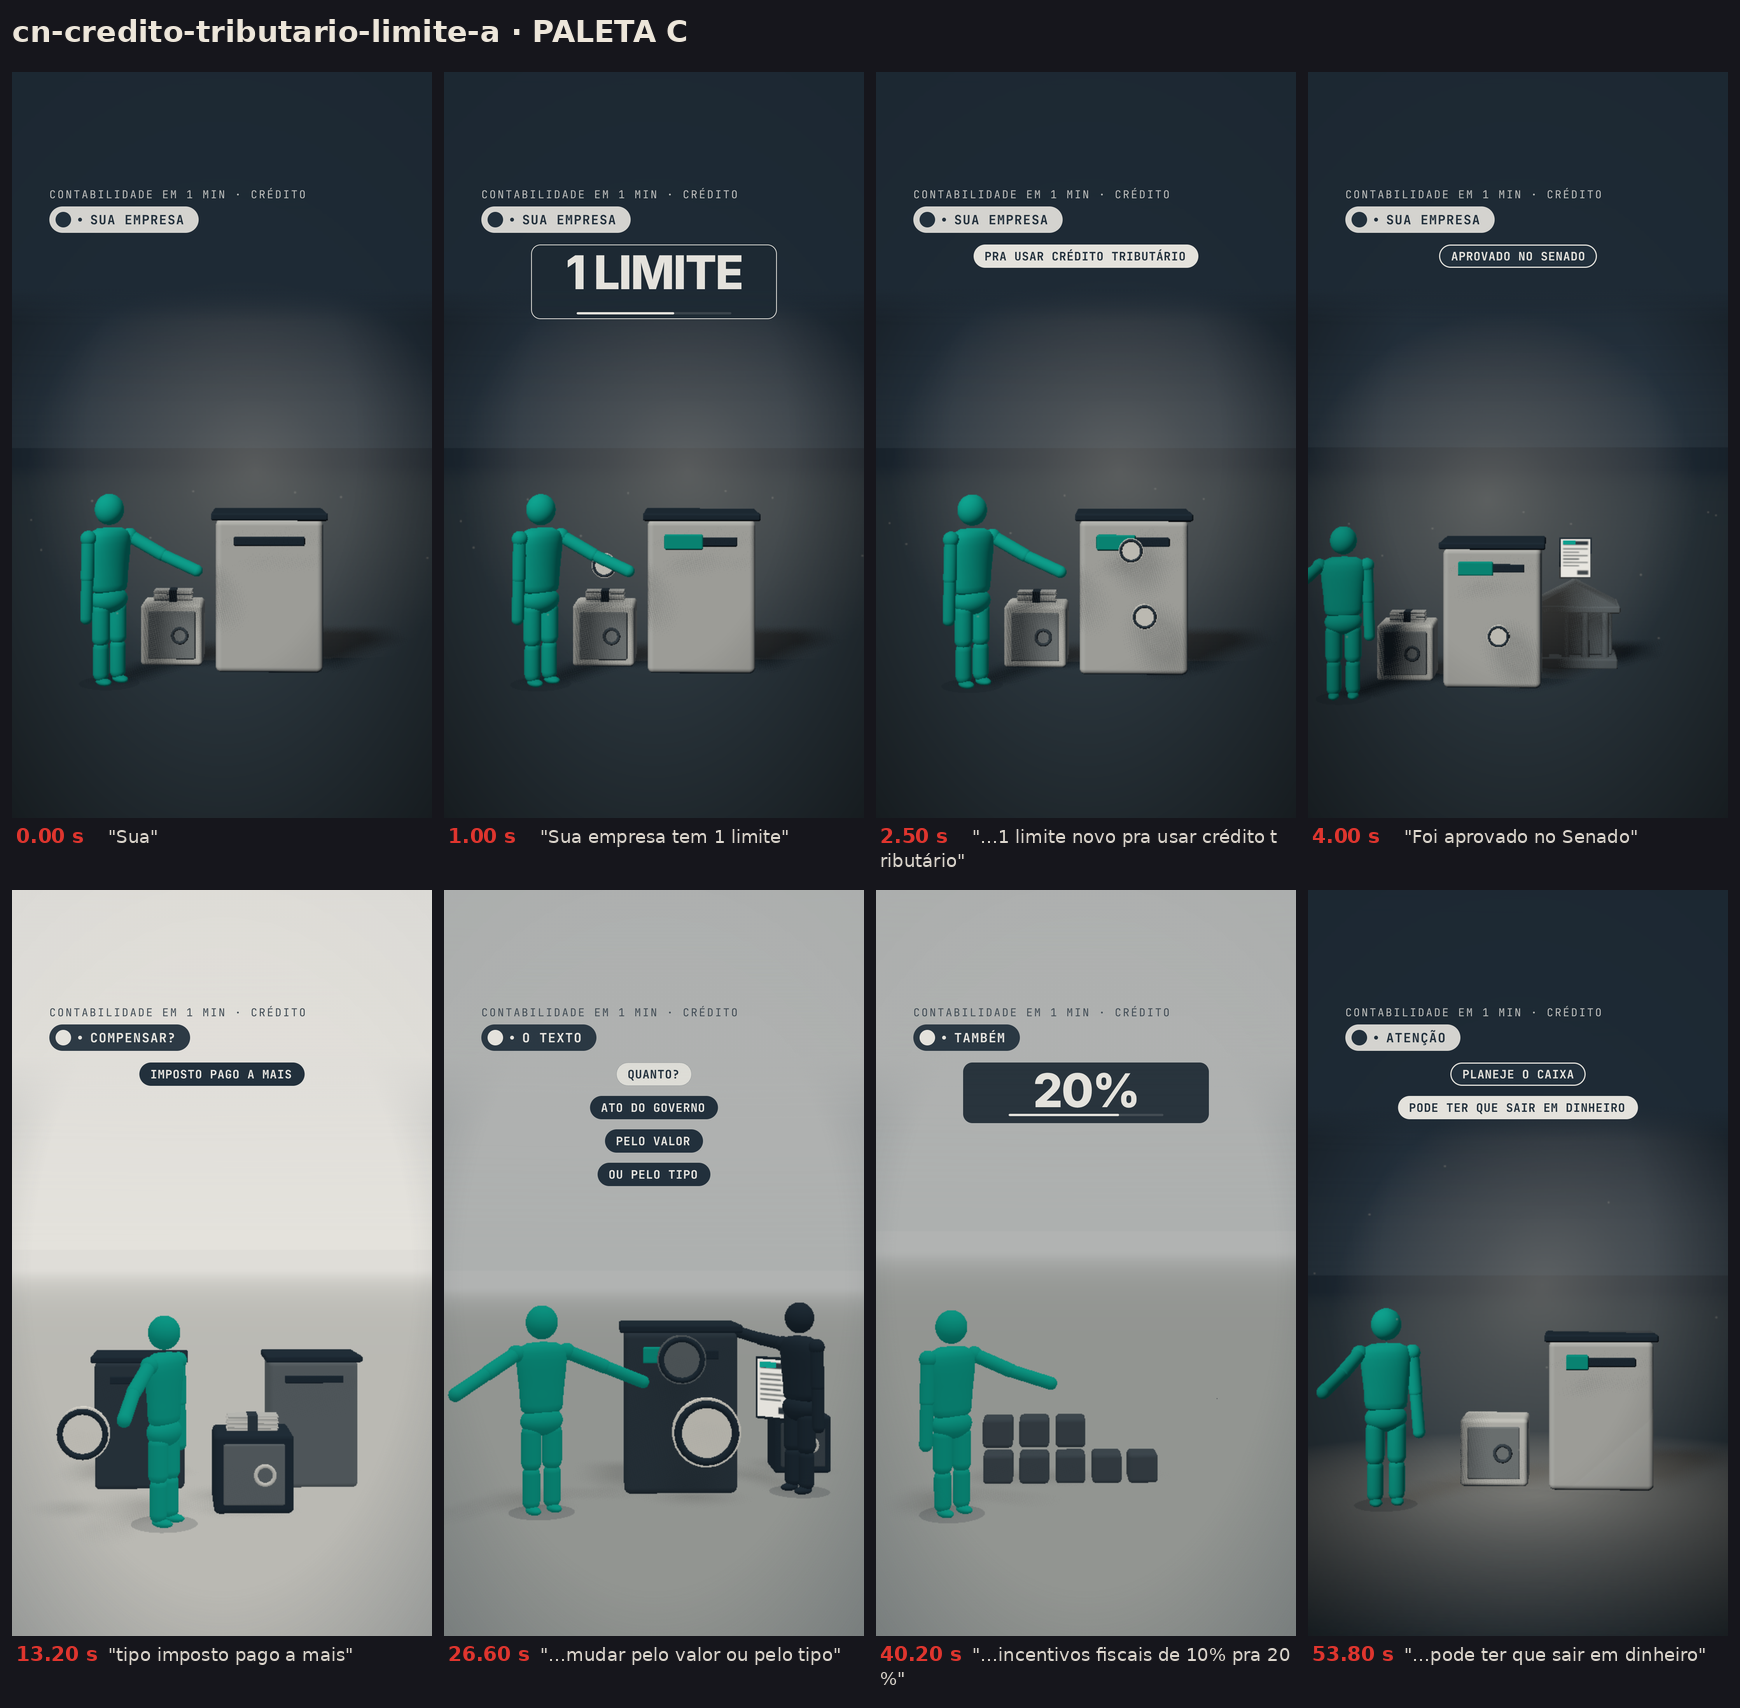 cn-credito-tributario-limite-a · PALETA C
CONTABILIDADE EM 1 MIN · CRÉDITO
• SUA EMPRESA
CONTABILIDADE EM 1 MIN · CRÉDITO
• SUA EMPRESA
1 LIMITE
CONTABILIDADE EM 1 MIN · CRÉDITO
• SUA EMPRESA
PRA USAR CRÉDITO TRIBUTÁRIO
CONTABILIDADE EM 1 MIN · CRÉDITO
• SUA EMPRESA
APROVADO NO SENADO
0.00 s "Sua"
1.00 s "Sua empresa tem 1 limite"
2.50 s "...1 limite novo pra usar crédito t
ributário"
4.00 s "Foi aprovado no Senado"
CONTABILIDADE EM 1 MIN · CRÉDITO
• COMPENSAR?
IMPOSTO PAGO A MAIS
CONTABILIDADE EM 1 MIN · CRÉDITO
• O TEXTO
QUANTO?
ATO DO GOVERNO
PELO VALOR
OU PELO TIPO
CONTABILIDADE EM 1 MIN · CRÉDITO
• TAMBÉM
20%
CONTABILIDADE EM 1 MIN · CRÉDITO
• ATENÇÃO
PLANEJE O CAIXA
PODE TER QUE SAIR EM DINHEIRO
13.20 s "tipo imposto pago a mais"
26.60 s "...mudar pelo valor ou pelo tipo"
40.20 s "...incentivos fiscais de 10% pra 20
%"
53.80 s "...pode ter que sair em dinheiro"